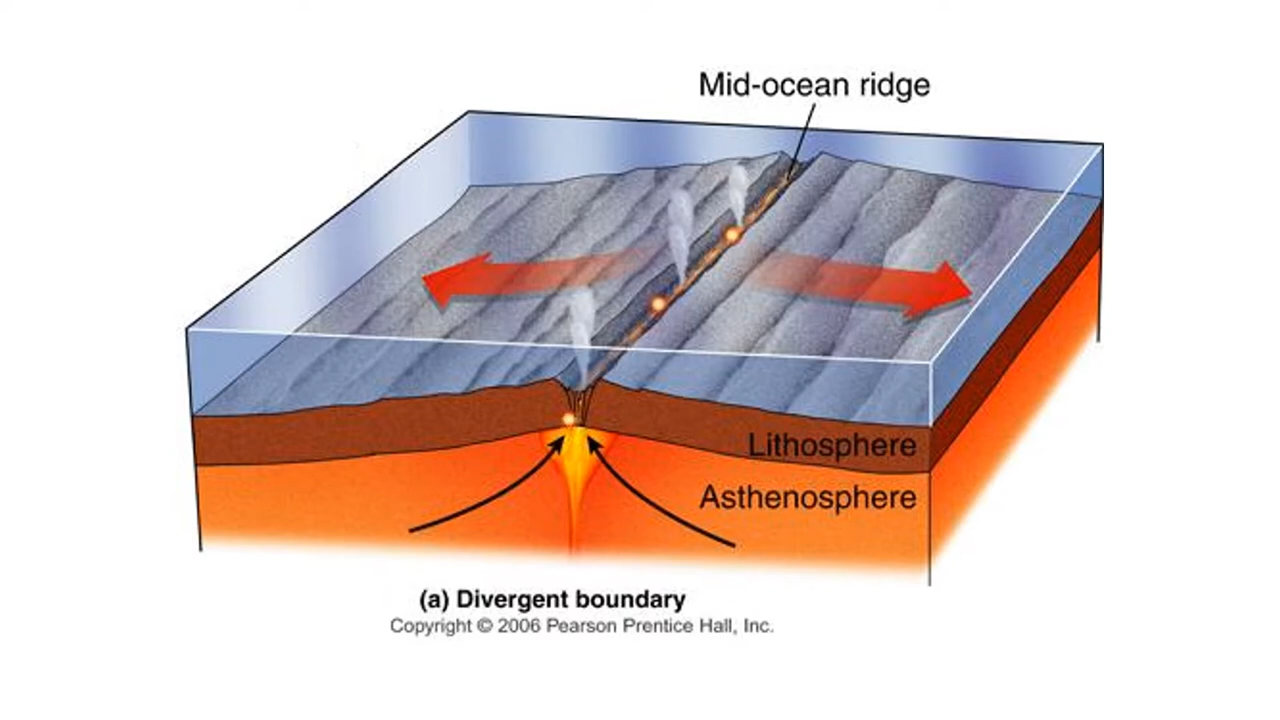 Mid-ocean ridge
Lithosphere
Asthenosphere
(a) Divergent boundary
Copyright © 2006 Pearson Prentice Hall, Inc.